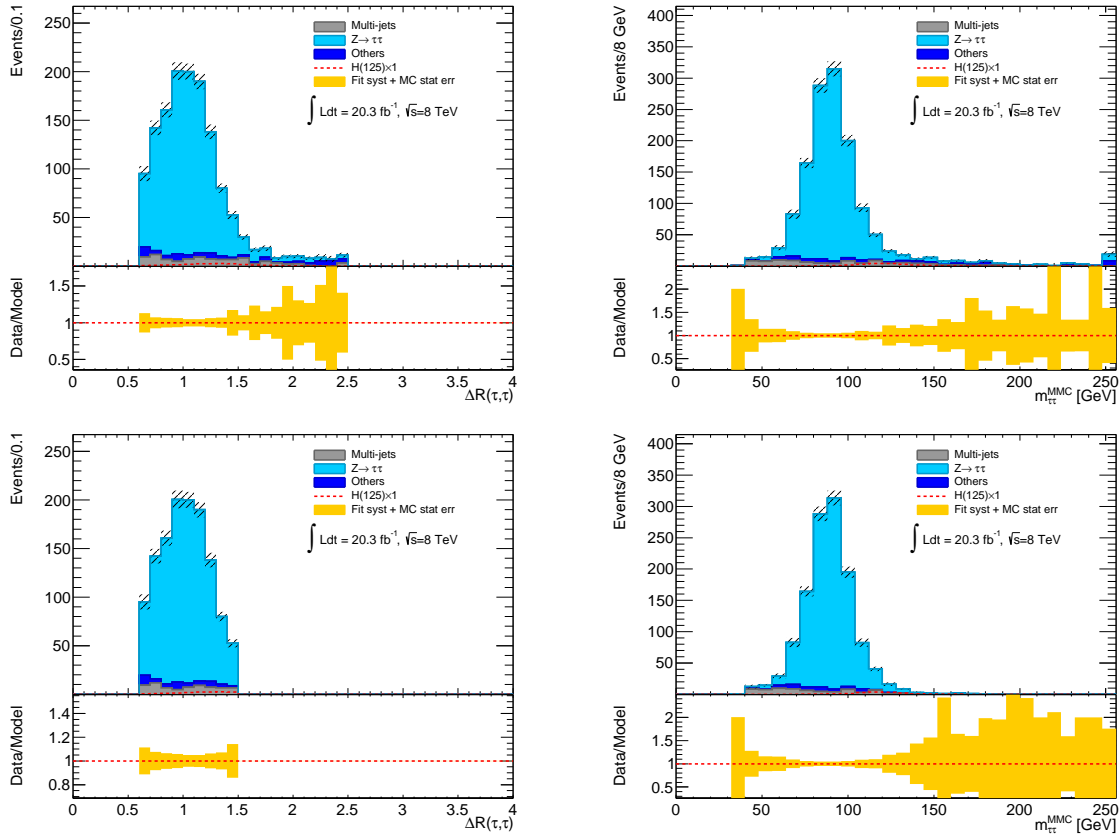 Events/0.1
250
200
150
100
50
Multi-jets
Z→ ττ
Others
H(125)×1
Fit syst + MC stat err
∫ Ldt = 20.3 fb⁻¹, √s=8 TeV
Data/Model
1.5
1
0.5
0 0.5 1 1.5 2 2.5 3 3.5 4
ΔR(τ,τ)
Events/8 GeV
400
350
300
250
200
150
100
50
Multi-jets
Z→ ττ
Others
H(125)×1
Fit syst + MC stat err
∫ Ldt = 20.3 fb⁻¹, √s=8 TeV
Data/Model
2
1.5
1
0.5
0 50 100 150 200 250
m_ττ^MMC [GeV]
Events/0.1
250
200
150
100
50
Multi-jets
Z→ ττ
Others
H(125)×1
Fit syst + MC stat err
∫ Ldt = 20.3 fb⁻¹, √s=8 TeV
Data/Model
1.4
1.2
1
0.8
0 0.5 1 1.5 2 2.5 3 3.5 4
ΔR(τ,τ)
Events/8 GeV
400
350
300
250
200
150
100
50
Multi-jets
Z→ ττ
Others
H(125)×1
Fit syst + MC stat err
∫ Ldt = 20.3 fb⁻¹, √s=8 TeV
Data/Model
2
1.5
1
0.5
0 50 100 150 200 250
m_ττ^MMC [GeV]